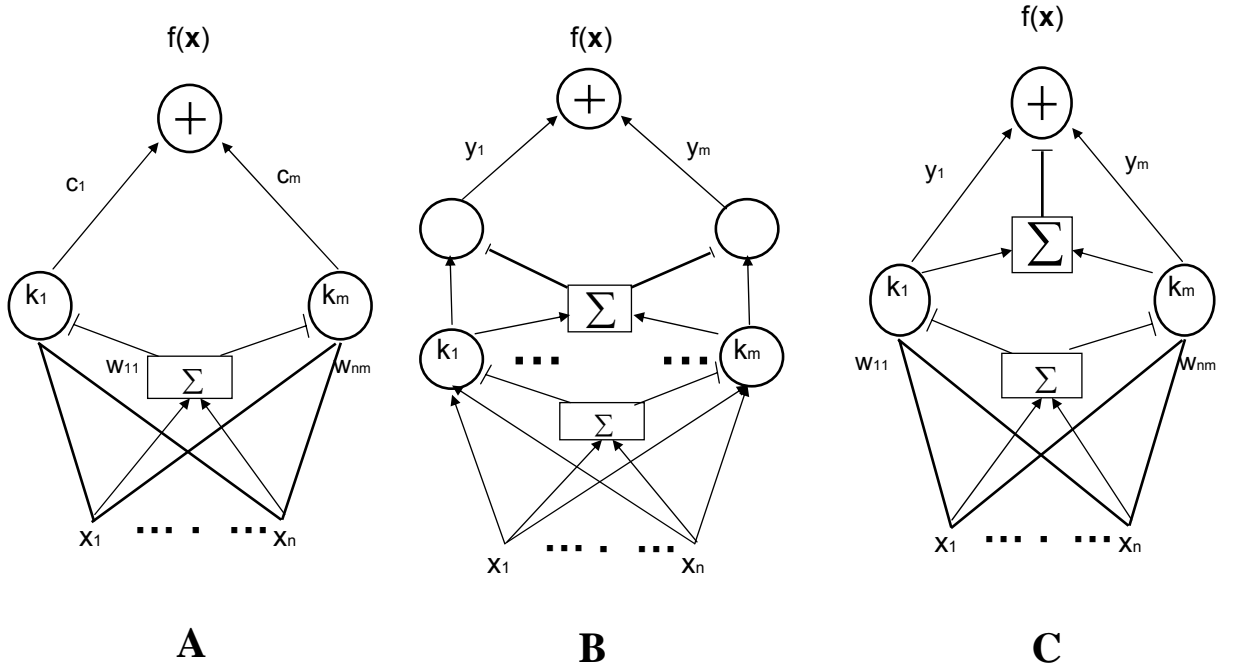 f(x)
+
c1 cm
k1 km
w11 wnm
Σ
x1 ... . ... xn
A
f(x)
+
y1 ym
Σ
k1 ... ... km
Σ
x1 ... . ... xn
B
f(x)
+
y1 ym
Σ
k1 km
w11 wnm
Σ
x1 ... . ... xn
C